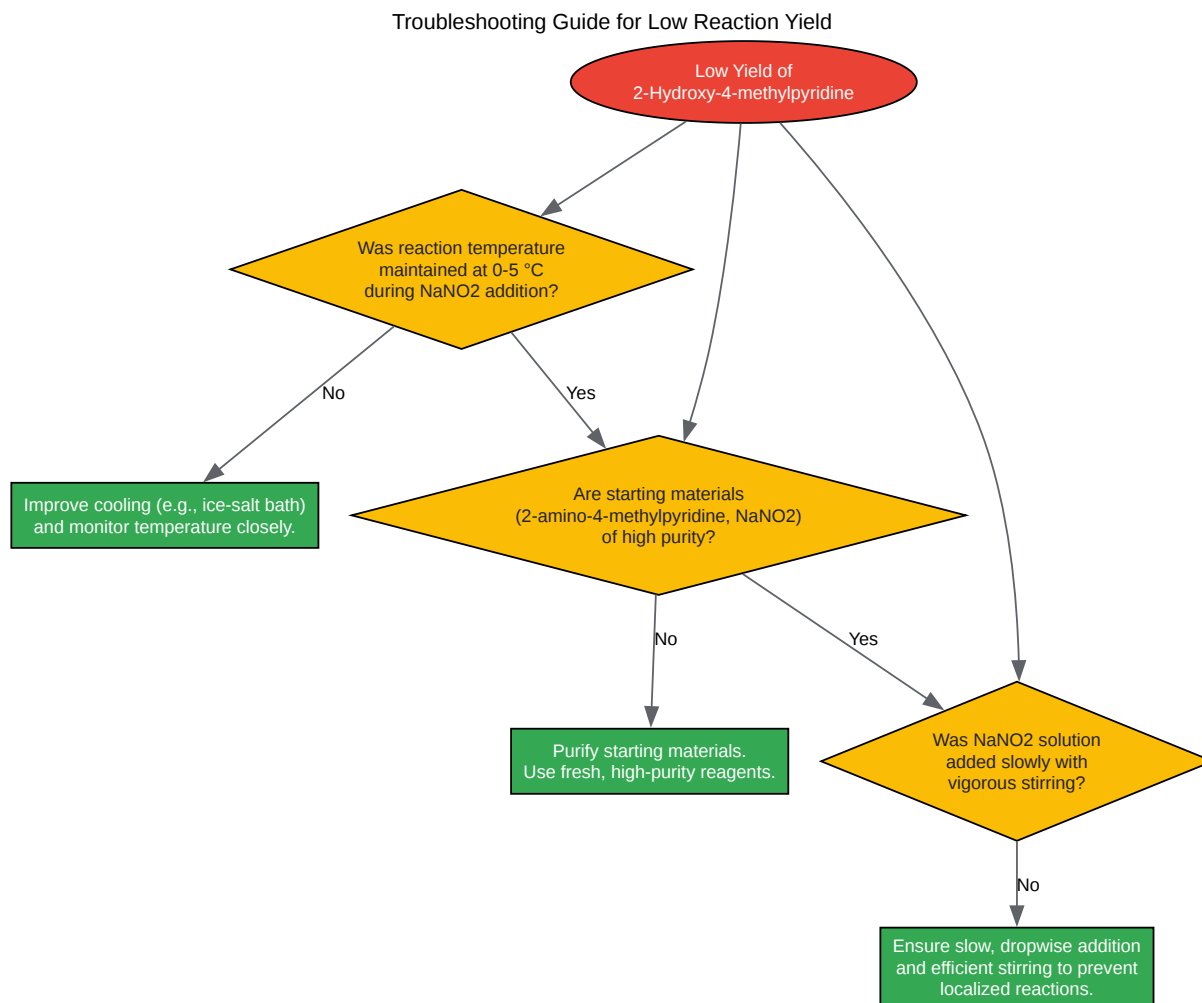 Troubleshooting Guide for Low Reaction Yield
Low Yield of
2-Hydroxy-4-methylpyridine
Was reaction temperature
maintained at 0-5 °C
during NaNO2 addition?
No
Yes
Improve cooling (e.g., ice-salt bath)
and monitor temperature closely.
Are starting materials
(2-amino-4-methylpyridine, NaNO2)
of high purity?
No
Yes
Purify starting materials.
Use fresh, high-purity reagents.
Was NaNO2 solution
added slowly with
vigorous stirring?
No
Ensure slow, dropwise addition
and efficient stirring to prevent
localized reactions.